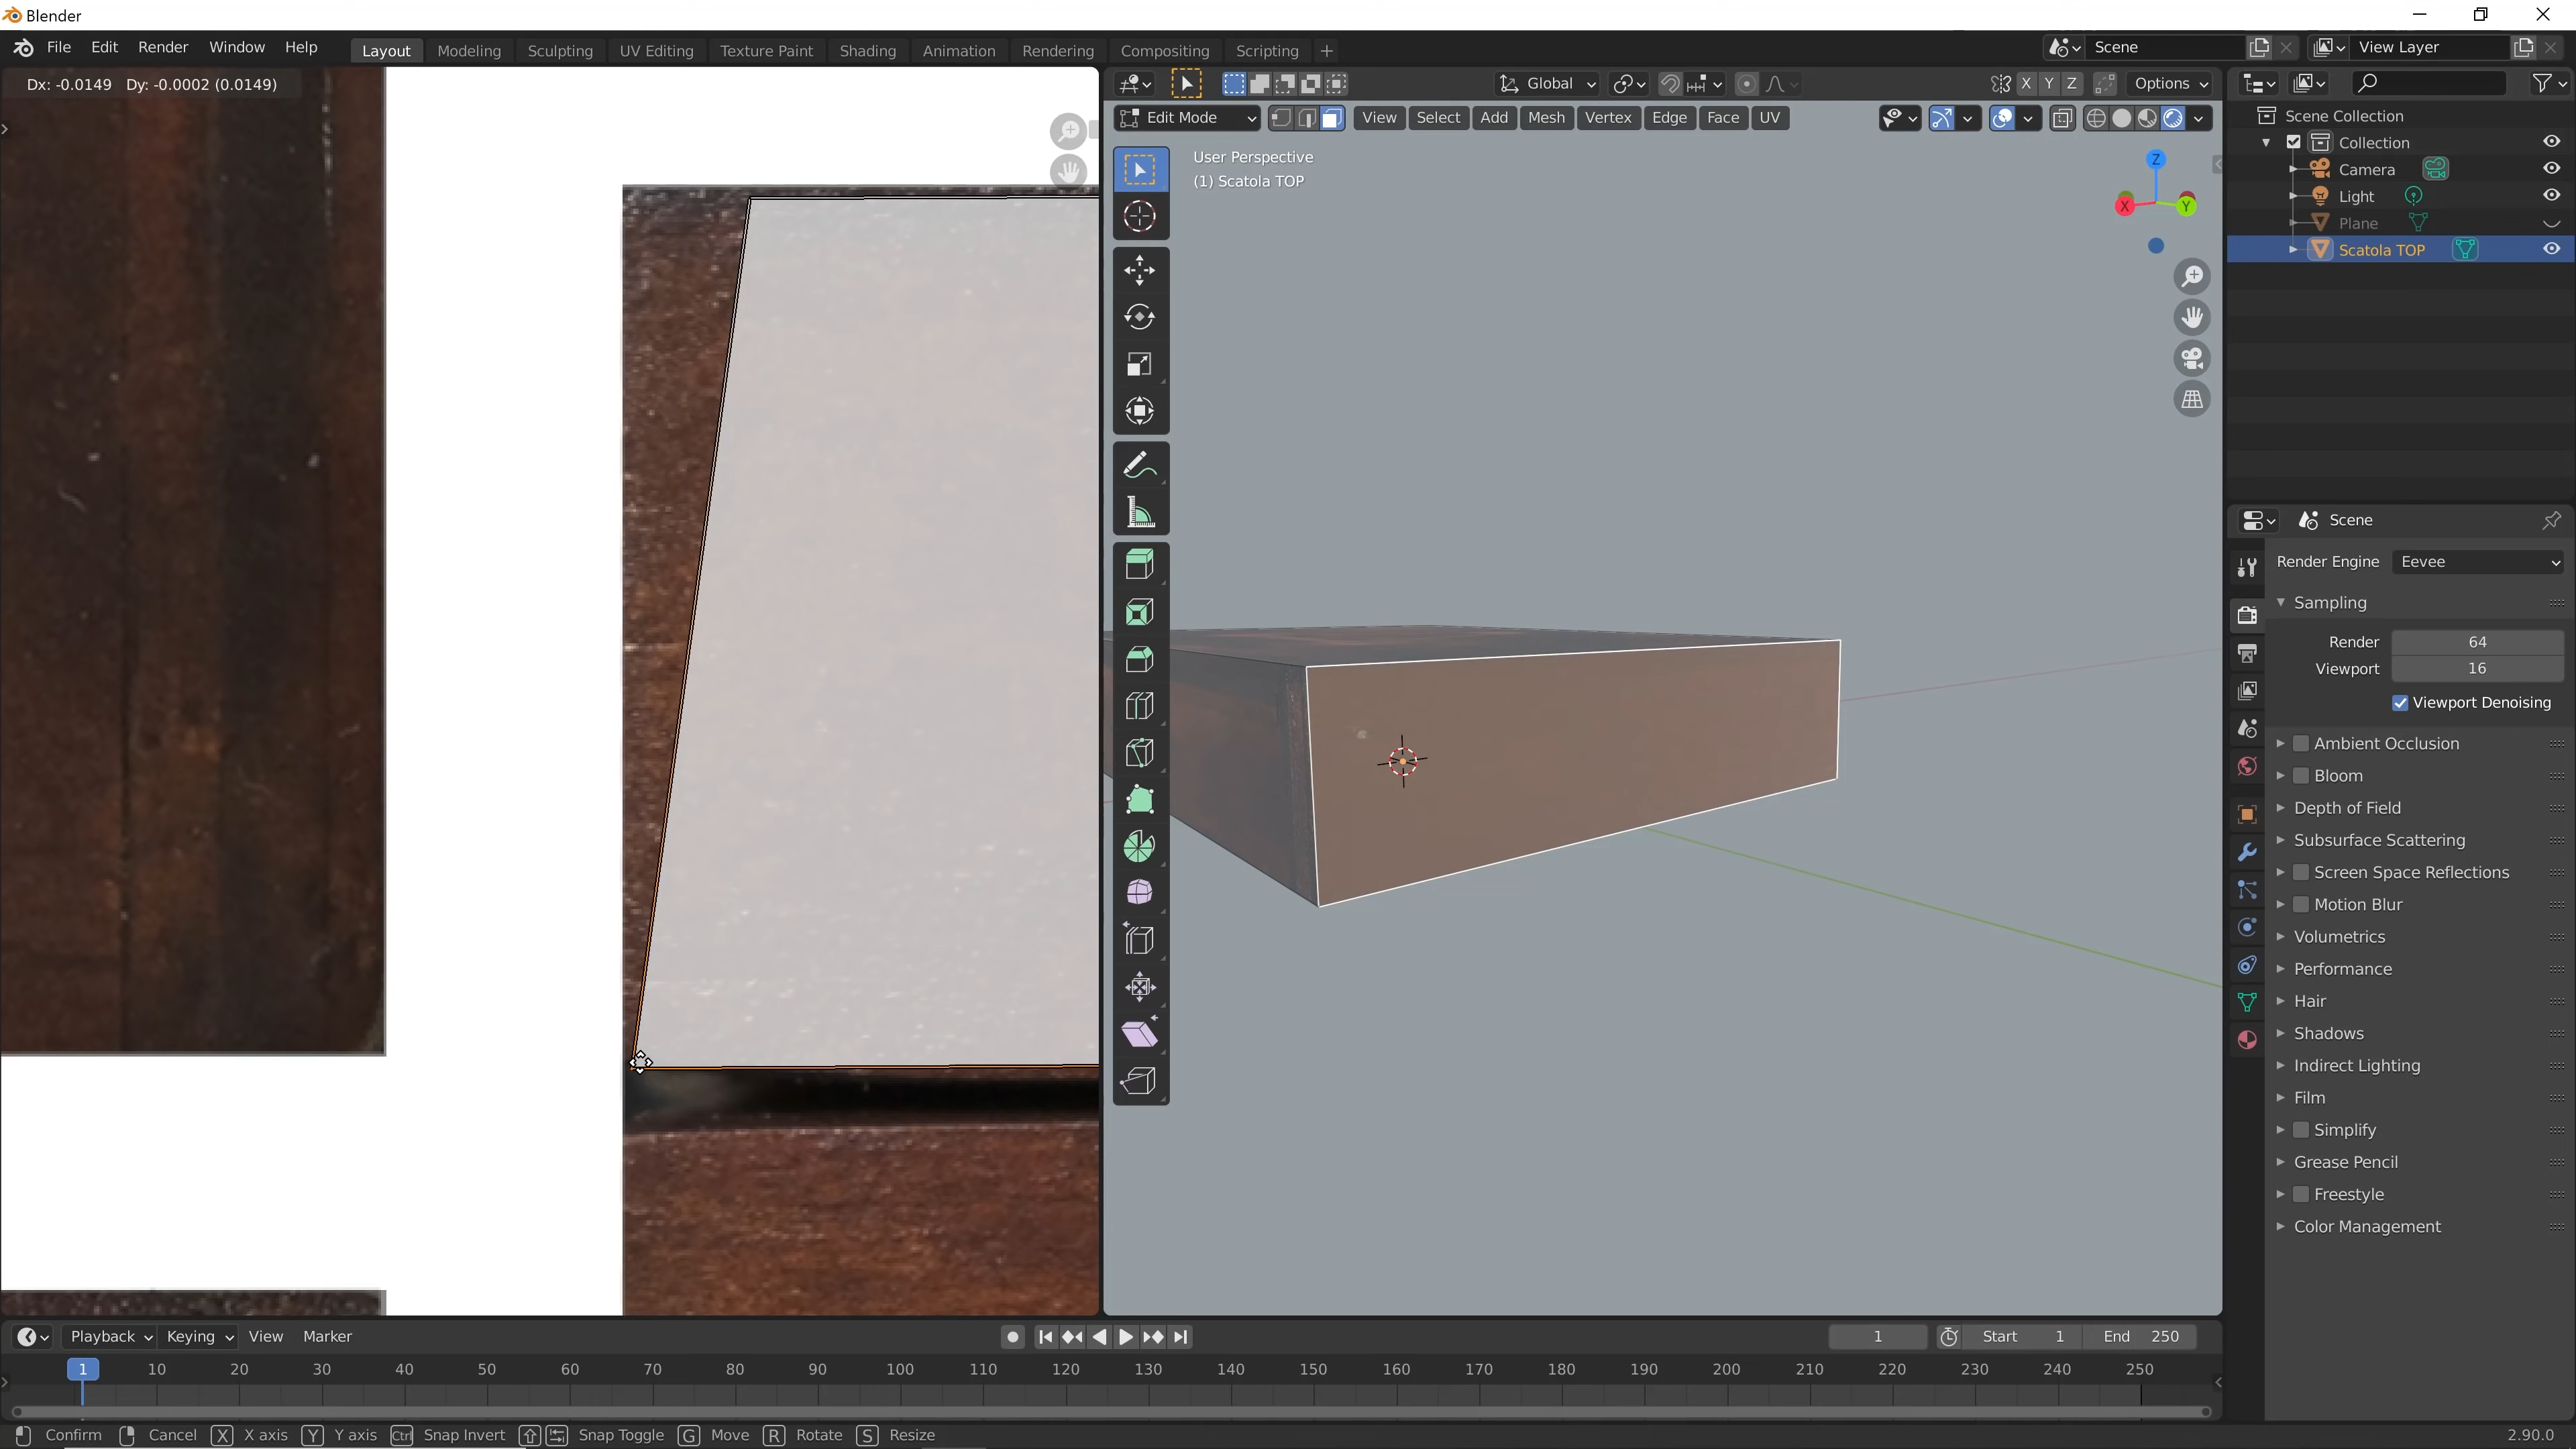 Blender
File Edit Render Window Help Layout Modeling Sculpting UV Editing Texture Paint Shading Animation Rendering Compositing Scripting + Scene View Layer
Dx: -0.0149 Dy: -0.0002 (0.0149) Global X Y Z Options
Edit Mode View Select Add Mesh Vertex Edge Face UV
User Perspective
(1) Scatola TOP
Z
X
Y
Scene Collection
Collection
Camera
Light
Plane
Scatola TOP
Scene
Render Engine Eevee
Sampling
Render 64
Viewport 16
Viewport Denoising
Ambient Occlusion
Bloom
Depth of Field
Subsurface Scattering
Screen Space Reflections
Motion Blur
Volumetrics
Performance
Hair
Shadows
Indirect Lighting
Film
Simplify
Grease Pencil
Freestyle
Color Management
Playback Keying View Marker 1 Start 1 End 250
1 10 20 30 40 50 60 70 80 90 100 110 120 130 140 150 160 170 180 190 200 210 220 230 240 250
Confirm Cancel X X axis Y Y axis Ctrl Snap Invert Snap Toggle G Move R Rotate S Resize 2.90.0